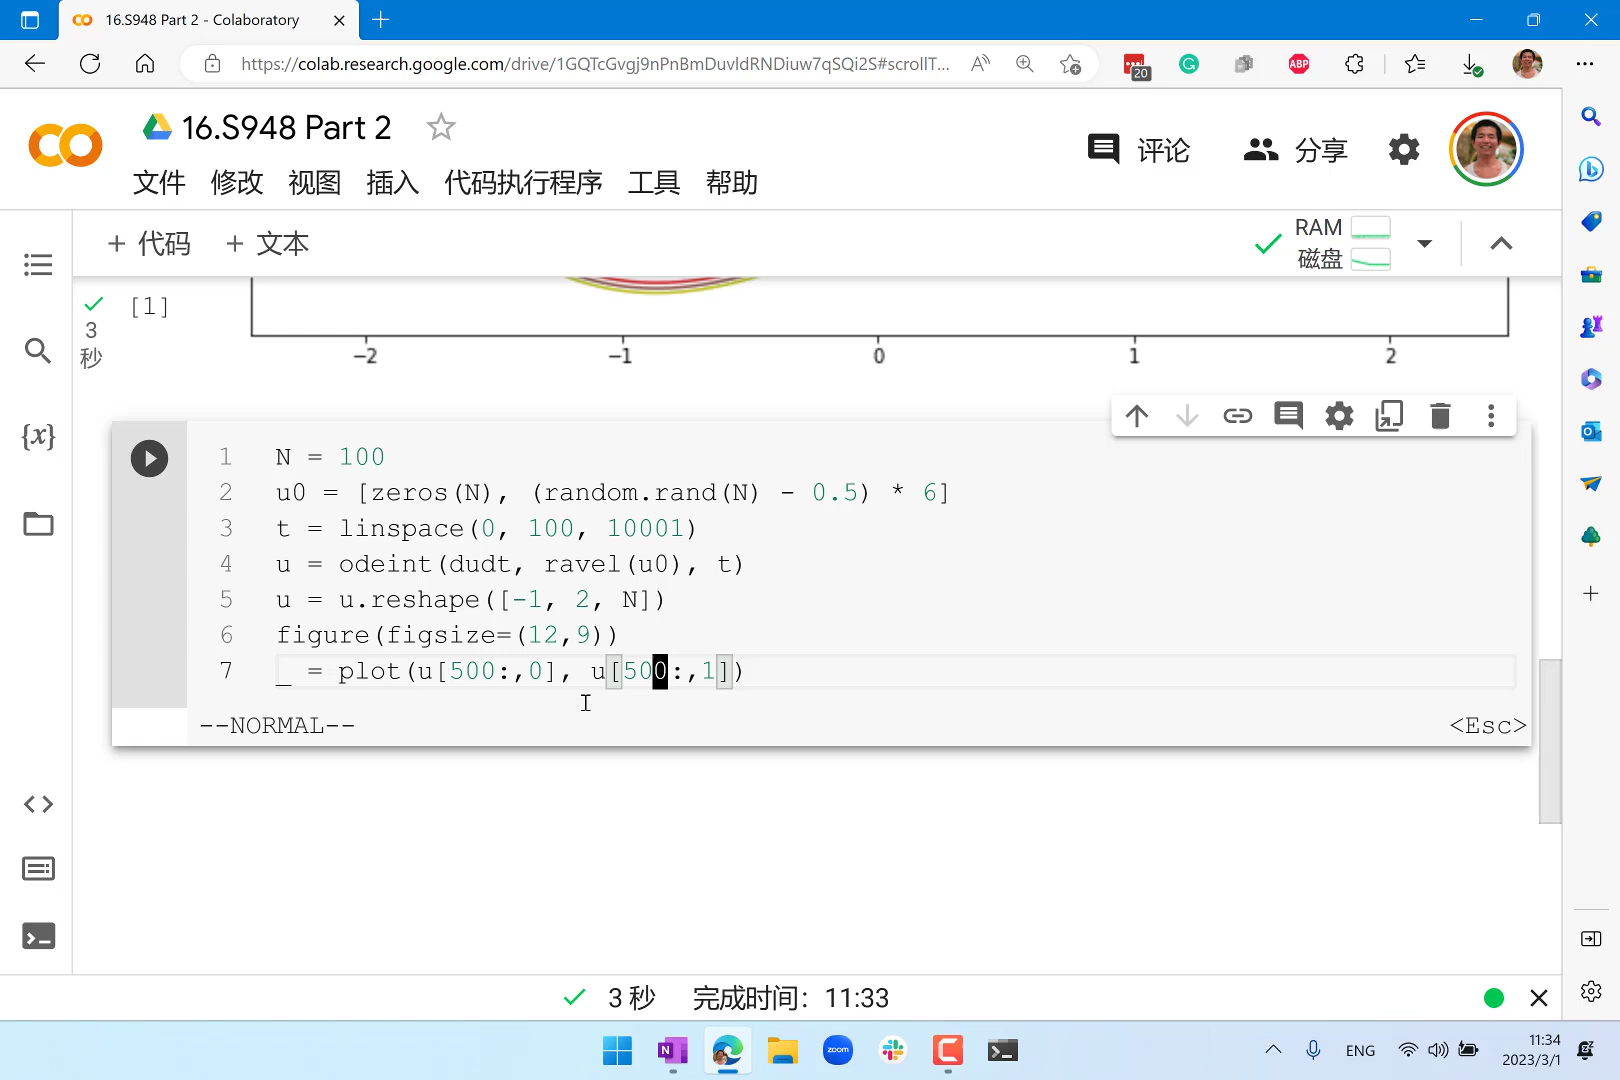 16.S948 Part 2 - Colaboratory
https://colab.research.google.com/drive/1GQTcGvgj9nPnBmDuvldRNDiuw7qSQi2S#scrollT...
A
20
ABP
16.S948 Part 2
评论
分享
文件 修改 视图 插入 代码执行程序 工具 帮助
+ 代码 + 文本
RAM
磁盘
[1]
3
秒
-2 -1 0 1 2
{x}
1 N = 100
2 u0 = [zeros(N), (random.rand(N) - 0.5) * 6]
3 t = linspace(0, 100, 10001)
4 u = odeint(dudt, ravel(u0), t)
5 u = u.reshape([-1, 2, N])
6 figure(figsize=(12,9))
7 _ = plot(u[500:,0], u[500:,1])
--NORMAL-- <Esc>
3 秒 完成时间: 11:33
N
zoom
C
ENG
11:34
2023/3/1